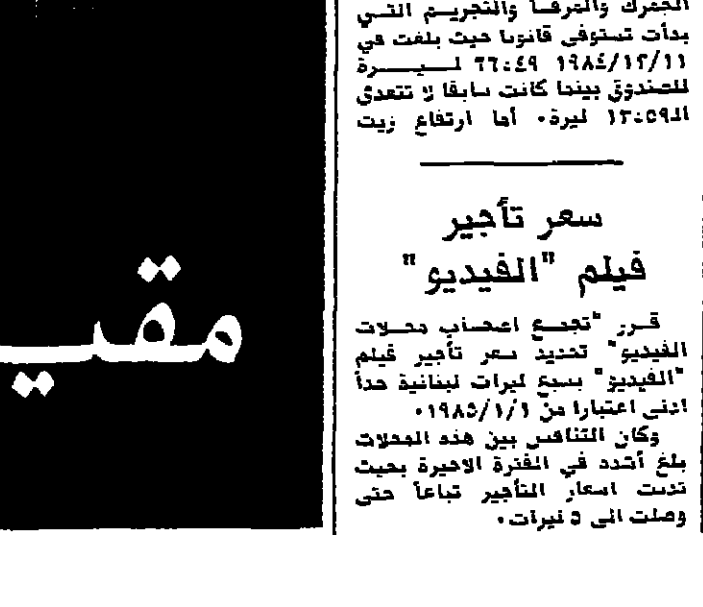 الجمرك والمرفأ والتجريم التي
بدأت تستوفى قانونا حيث بلغت في
١٩٨٤/١٢/١١ ٦٦:٤٩ ليرة
للصندوق بينما كانت سابقا لا تتعدى
الـ١٢:٥٩ ليرة. أما ارتفاع زيت
سعر تأجير
فيلم "الفيديو"
قرر "تجمع اصحاب محلات
الفيديو" تحديد سعر تأجير فيلم
"الفيديو" بسبع ليرات لبنانية حداً
ادنى اعتبارا من ١٩٨٥/١/١.
وكان التنافس بين هذه المحلات
بلغ أشده في الفترة الاخيرة بحيث
تدنت اسعار التأجير تباعاً حتى
وصلت الى ٥ ليرات.
مقيـ